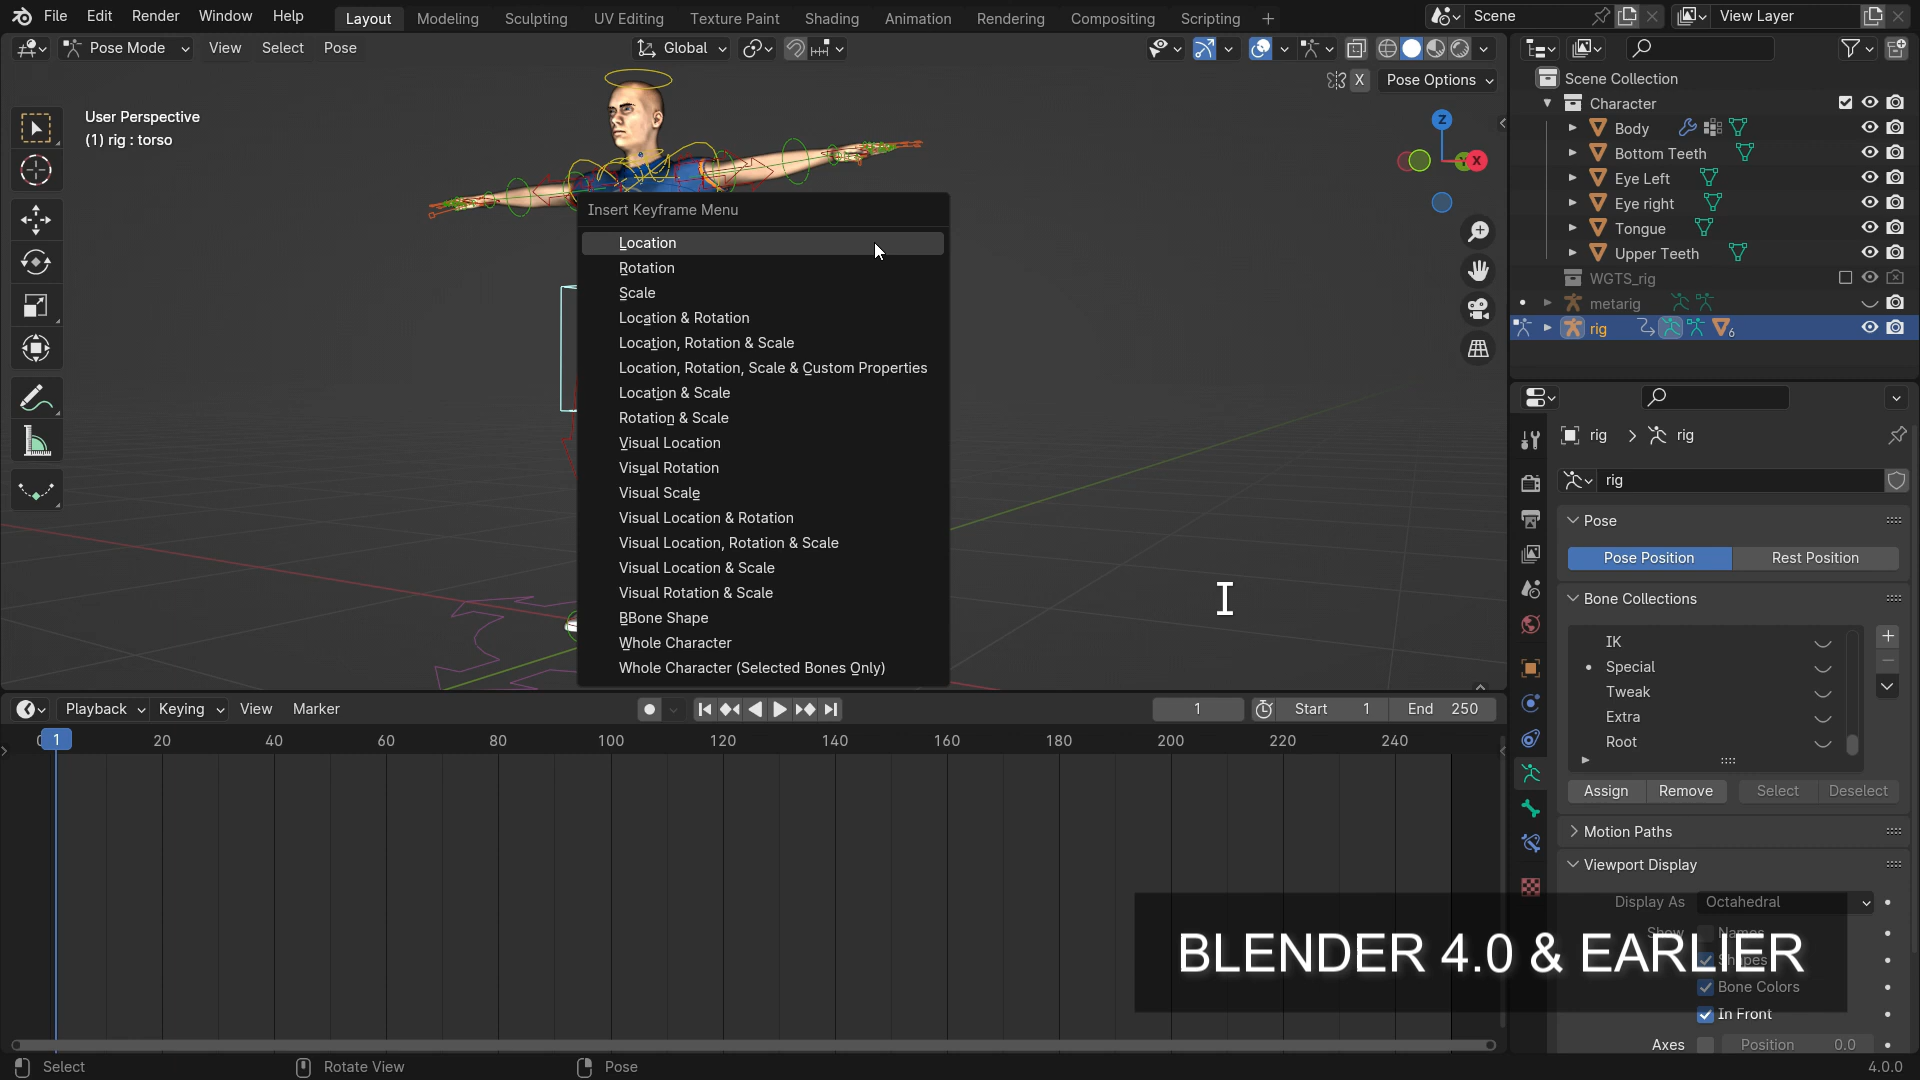 File Edit Render Window Help Layout Modeling Sculpting UV Editing Texture Paint Shading Animation Rendering Compositing Scripting + Scene View Layer
Pose Mode View Select Pose Global
X Pose Options
User Perspective
(1) rig : torso
Z
X
Insert Keyframe Menu
Location
Rotation
Scale
Location & Rotation
Location, Rotation & Scale
Location, Rotation, Scale & Custom Properties
Location & Scale
Rotation & Scale
Visual Location
Visual Rotation
Visual Scale
Visual Location & Rotation
Visual Location, Rotation & Scale
Visual Location & Scale
Visual Rotation & Scale
BBone Shape
Whole Character
Whole Character (Selected Bones Only)
I
Scene Collection
Character
Body
Bottom Teeth
Eye Left
Eye right
Tongue
Upper Teeth
WGTS_rig
metarig
rig 6
rig > rig
rig
Pose
Pose Position Rest Position
Bone Collections
IK
Special
Tweak
Extra
Root
Assign Remove Select Deselect
Motion Paths
Viewport Display
Display As Octahedral
Show Names
Shapes
Bone Colors
In Front
Axes Position 0.0
Playback Keying View Marker 1 Start 1 End 250
1 20 40 60 80 100 120 140 160 180 200 220 240
BLENDER 4.0 & EARLIER
Select Rotate View Pose 4.0.0